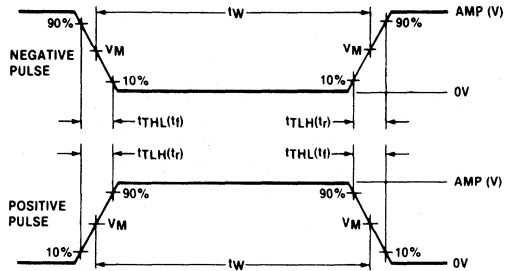 90% tW 90% AMP (V)
NEGATIVE PULSE VM VM
10% 10%
0V
tTHL(tf) tTLH(tr)
tTLH(tr) tTHL(tf)
AMP (V)
90% 90%
POSITIVE PULSE VM VM
10% tW 10% 0V